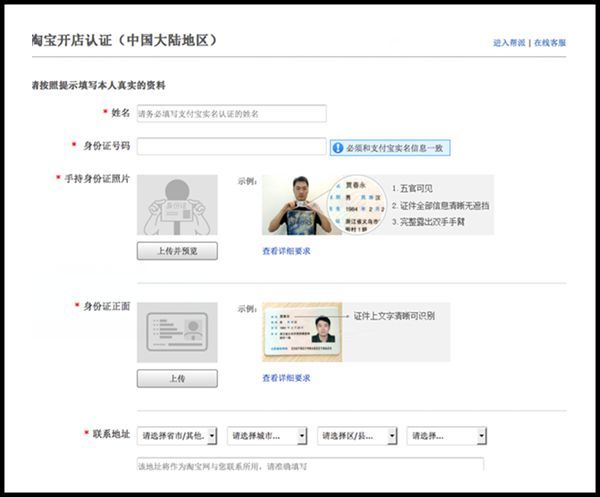 淘宝开店认证（中国大陆地区）
进入帮派 | 在线客服
请按照提示填写本人真实的资料
* 姓名 请务必填写支付宝实名认证的姓名
* 身份证号码 必须和支付宝实名信息一致
* 手持身份证照片 示例：
身份证
贾春永
男 民族 汉
1984 年 2 月 2
浙江省义乌市
1. 五官可见
2. 证件全部信息清晰无遮挡
3. 完整露出双手手臂
上传并预览 查看详细要求
* 身份证正面 示例：
证件上文字清晰可识别
上传 查看详细要求
* 联系地址 请选择省市/其他. 请选择城市... 请选择区/县... 请选择...
该地址将作为淘宝网与您联系所用，请准确填写